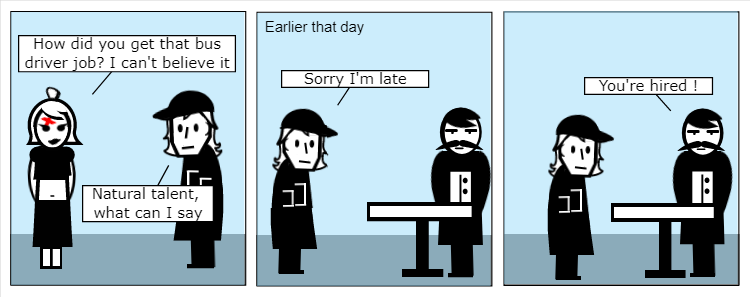 How did you get that bus
driver job? I can't believe it
Natural talent,
what can I say
Earlier that day
Sorry I'm late
You're hired !